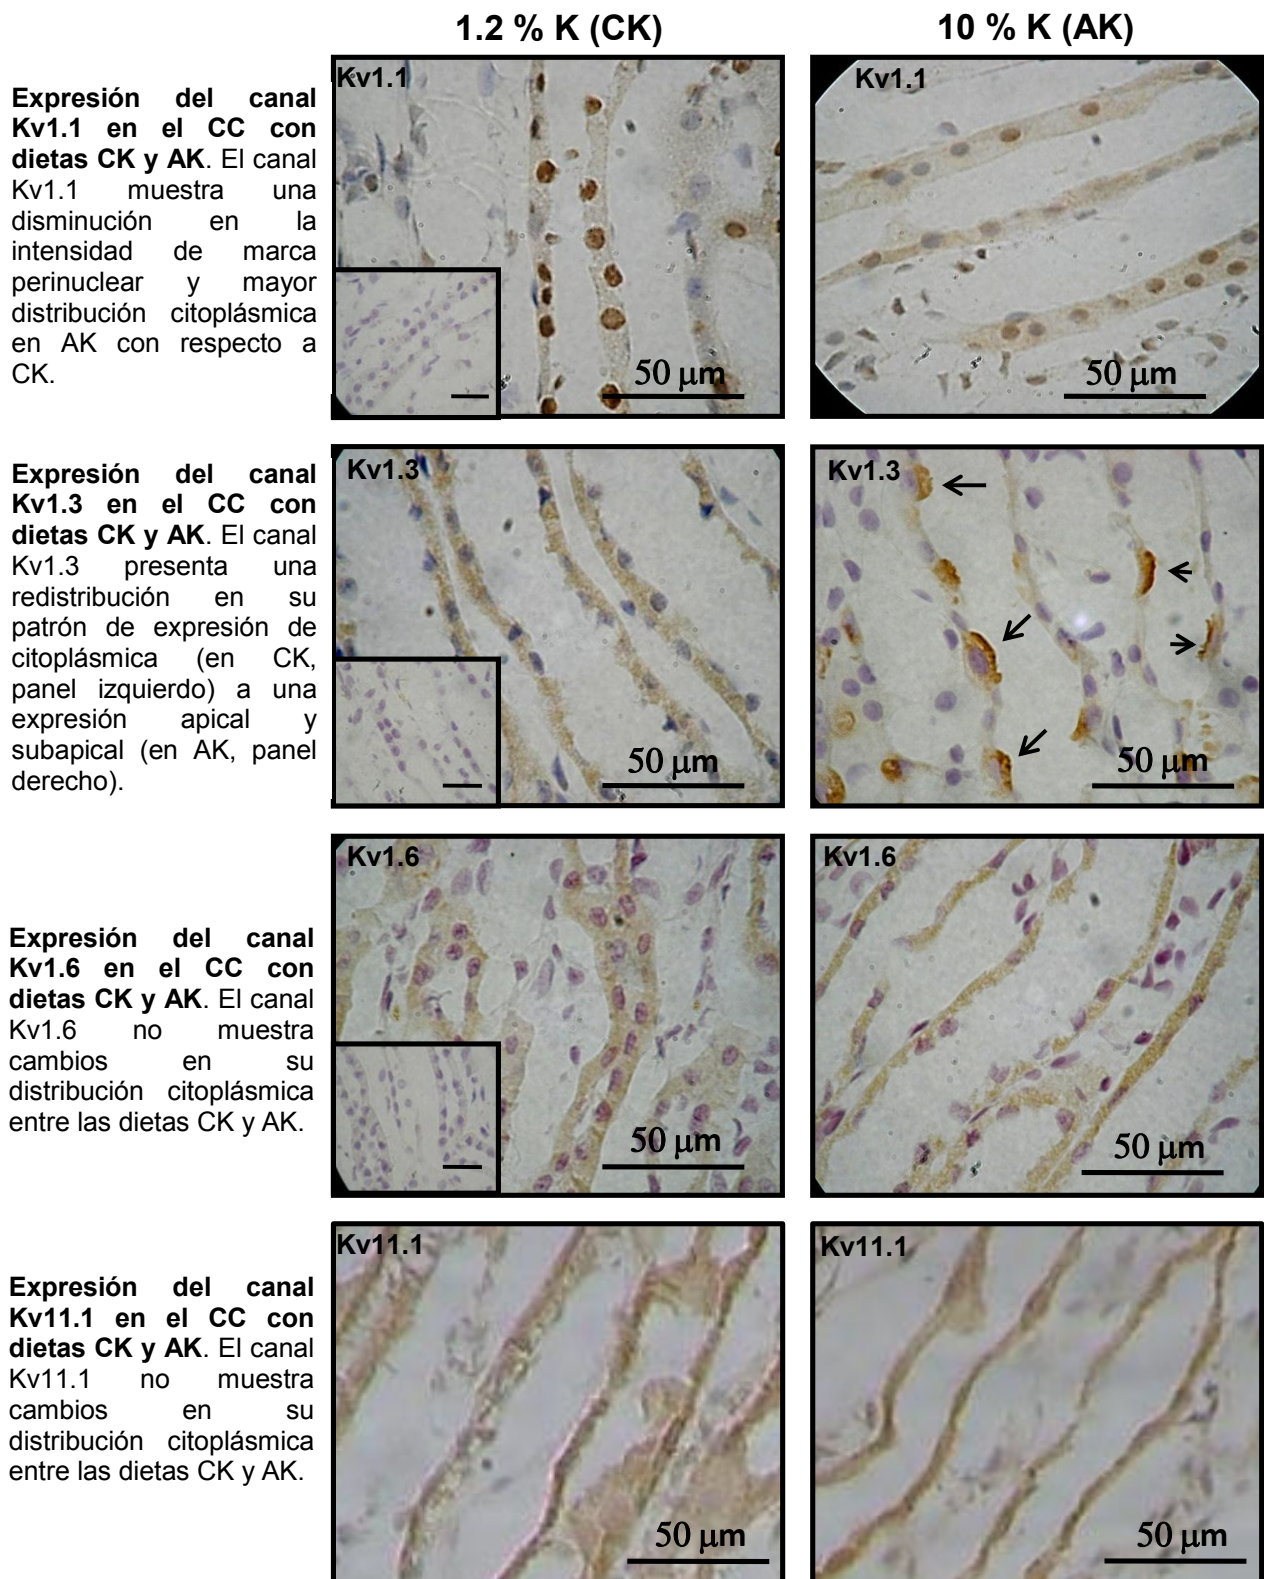 1.2 % K (CK)
10 % K (AK)
Expresión del canal
Kv1.1 en el CC con
dietas CK y AK. El canal
Kv1.1 muestra una
disminución en la
intensidad de marca
perinuclear y mayor
distribución citoplásmica
en AK con respecto a
CK.
Kv1.1
50 µm
Kv1.1
50 µm
Expresión del canal
Kv1.3 en el CC con
dietas CK y AK. El canal
Kv1.3 presenta una
redistribución en su
patrón de expresión de
citoplásmica (en CK,
panel izquierdo) a una
expresión apical y
subapical (en AK, panel
derecho).
Kv1.3
50 µm
Kv1.3
50 µm
Expresión del canal
Kv1.6 en el CC con
dietas CK y AK. El canal
Kv1.6 no muestra
cambios en su
distribución citoplásmica
entre las dietas CK y AK.
Kv1.6
50 µm
Kv1.6
50 µm
Expresión del canal
Kv11.1 en el CC con
dietas CK y AK. El canal
Kv11.1 no muestra
cambios en su
distribución citoplásmica
entre las dietas CK y AK.
Kv11.1
50 µm
Kv11.1
50 µm